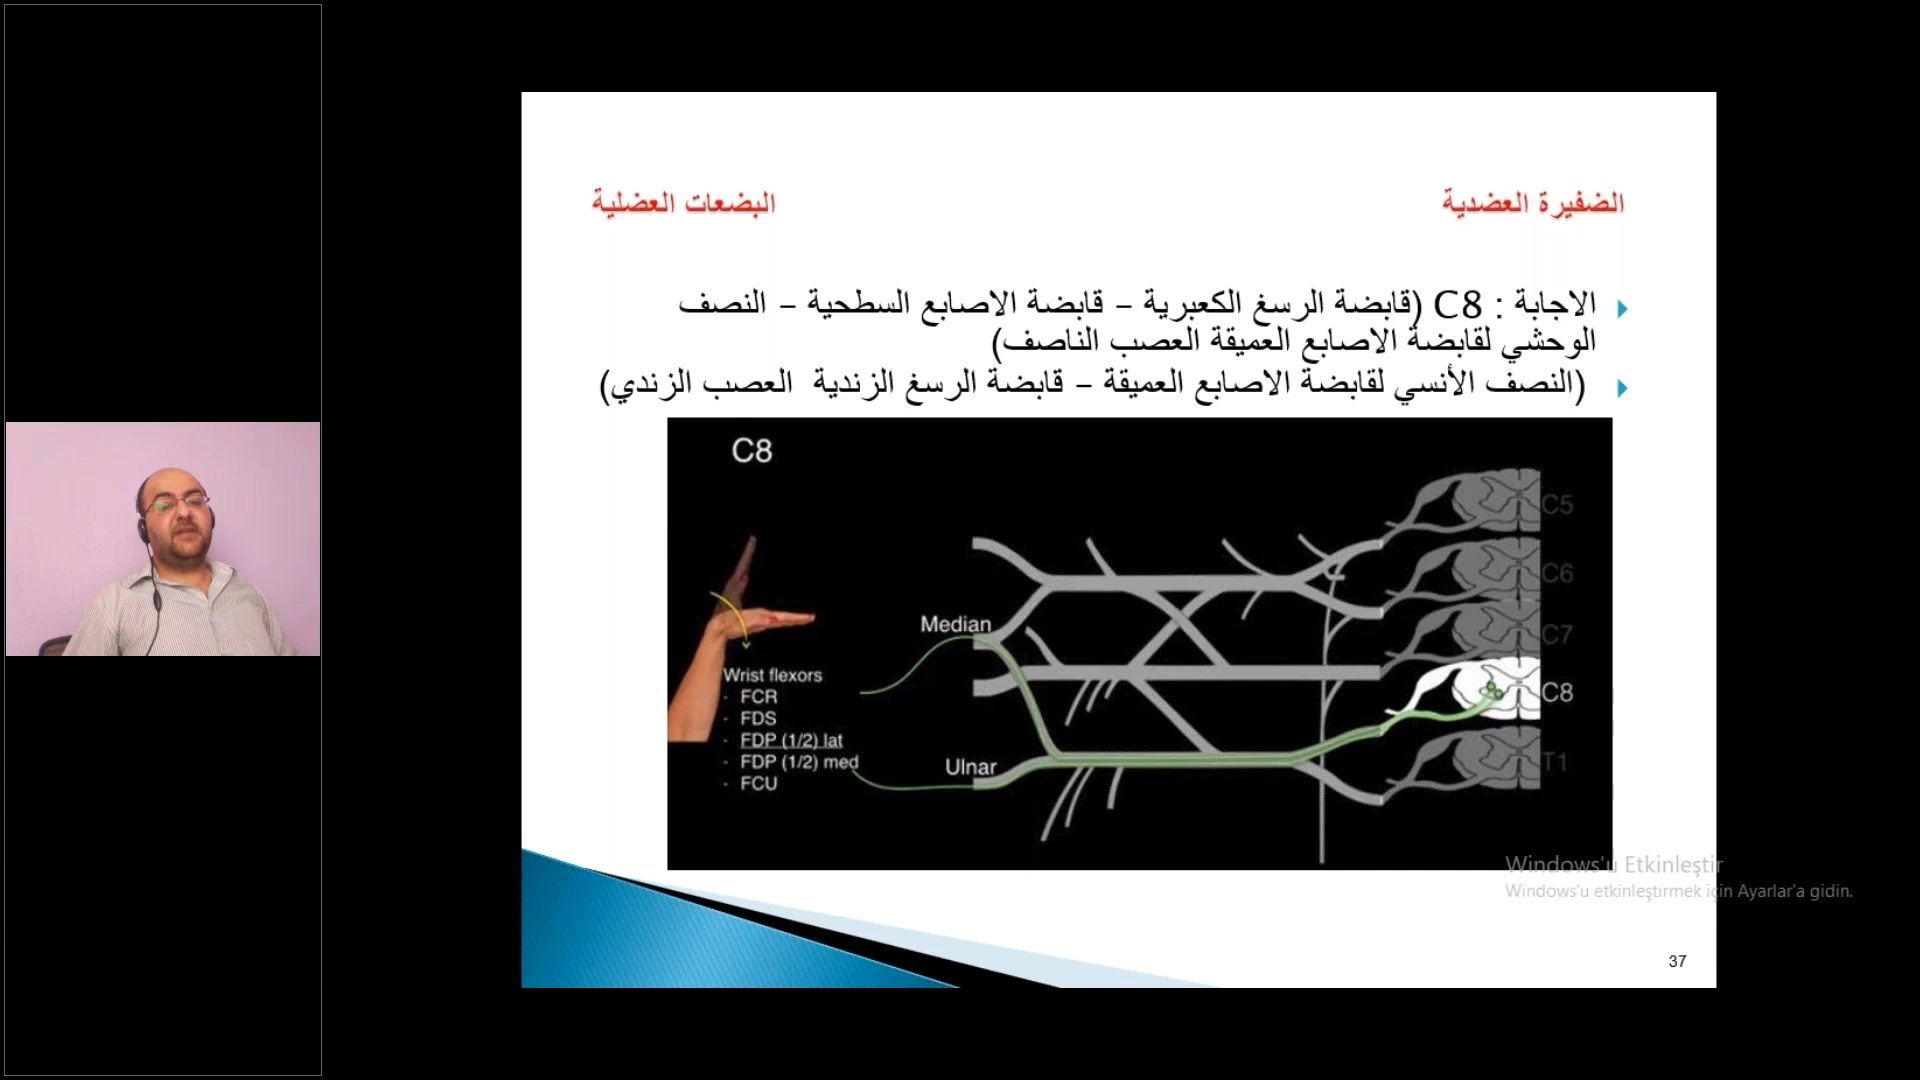 الضفيرة العضدية
البضعات العضلية
الاجابة : C8 (قابضة الرسغ الكعبرية – قابضة الاصابع السطحية – النصف
الوحشي لقابضة الاصابع العميقة العصب الناصف)
(النصف الأنسي لقابضة الاصابع العميقة – قابضة الرسغ الزندية العصب الزندي)
C8
C5
C6
C7
C8
T1
Median
Ulnar
Wrist flexors
- FCR
- FDS
- FDP (1/2) lat
- FDP (1/2) med
- FCU
Windows'u Etkinleştir
Windows'u etkinleştirmek için Ayarlar'a gidin.
37